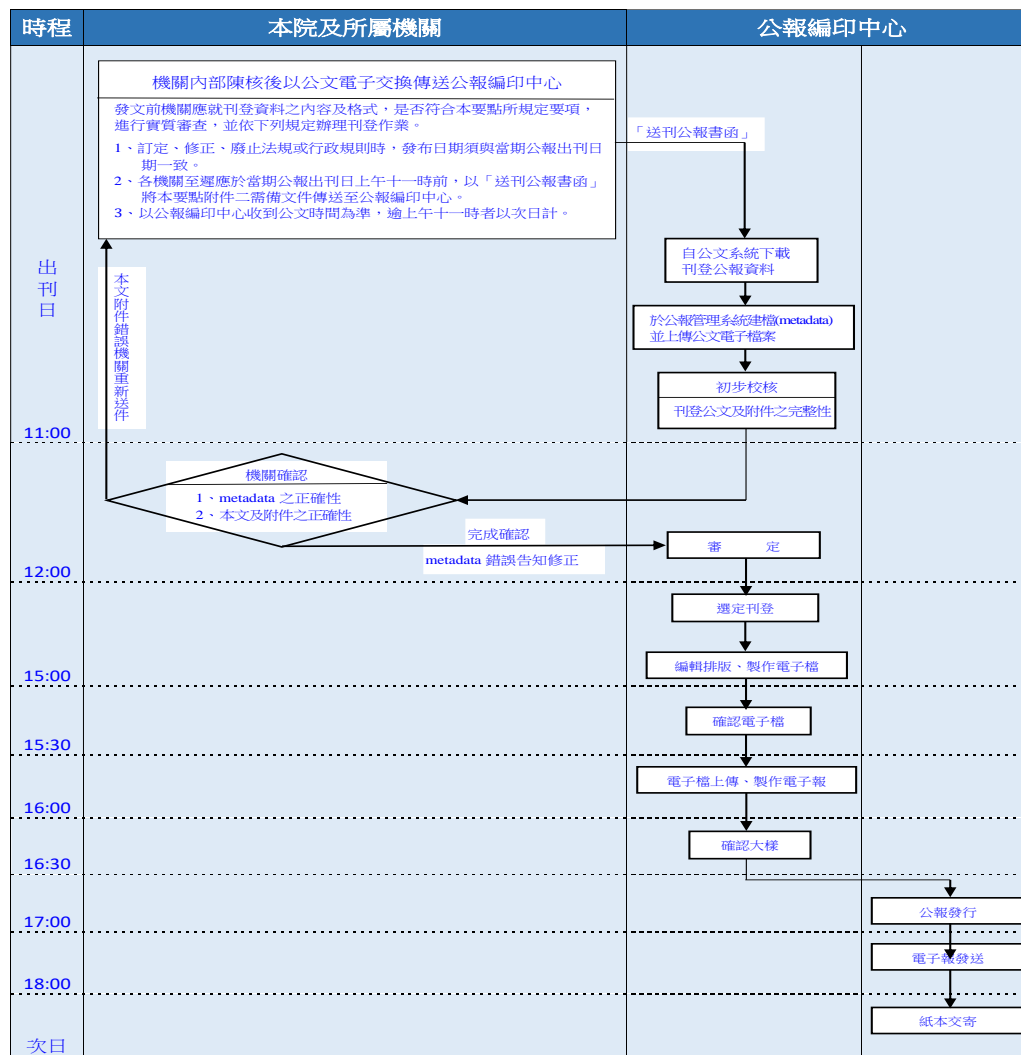 時程
本院及所屬機關
公報編印中心
機關內部陳核後以公文電子交換傳送公報編印中心
發文前機關應就刊登資料之內容及格式，是否符合本要點所規定要項，
進行實質審查，並依下列規定辦理刊登作業。
1、訂定、修正、廢止法規或行政規則時，發布日期須與當期公報出刊日
期一致。
2、各機關至遲應於當期公報出刊日上午十一時前，以「送刊公報書函」
將本要點附件二需備文件傳送至公報編印中心。
3、以公報編印中心收到公文時間為準，逾上午十一時者以次日計。
「送刊公報書函」
自公文系統下載
刊登公報資料
出刊日
本文附件錯誤機關重新送件
於公報管理系統建檔(metadata)
並上傳公文電子檔案
初步校核
刊登公文及附件之完整性
11:00
機關確認
1、metadata 之正確性
2、本文及附件之正確性
完成確認
metadata 錯誤告知修正
審 定
12:00
選定刊登
編輯排版、製作電子檔
15:00
確認電子檔
15:30
電子檔上傳、製作電子報
16:00
確認大樣
16:30
公報發行
17:00
電子報發送
18:00
紙本交寄
次日